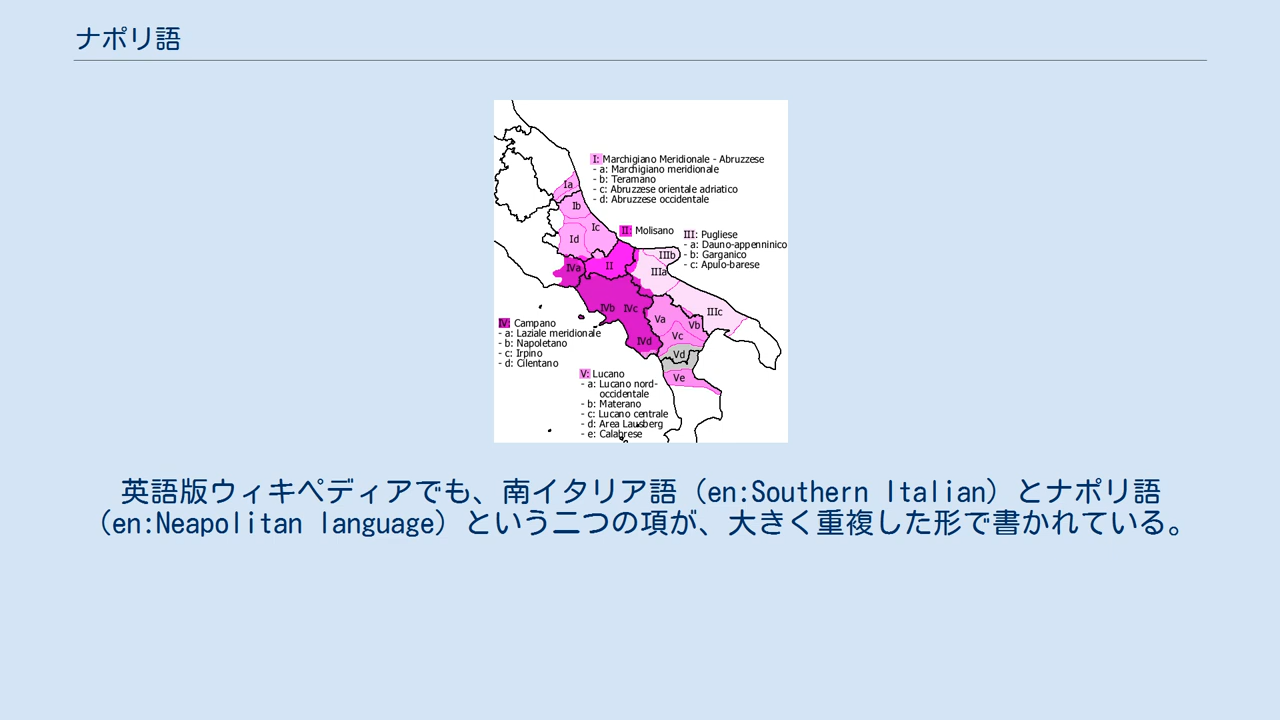 ナポリ語
I: Marchigiano Meridionale - Abruzzese
- a: Marchigiano meridionale
- b: Teramano
- c: Abruzzese orientale adriatico
- d: Abruzzese occidentale
Ia
Ib
Ic
Id
II: Molisano
III: Pugliese
- a: Dauno-appenninico
- b: Garganico
- c: Apulo-barese
IIIb
IVa
II
IIIa
IVb
IVc
IIIc
Va
Vb
Vc
IVd
Vd
Ve
IV: Campano
- a: Laziale meridionale
- b: Napoletano
- c: Irpino
- d: Cilentano
V: Lucano
- a: Lucano nord-
occidentale
- b: Materano
- c: Lucano centrale
- d: Area Lausberg
- e: Calabrese
英語版ウィキペディアでも、南イタリア語（en:Southern Italian）とナポリ語
（en:Neapolitan language）という二つの項が、大きく重複した形で書かれている。